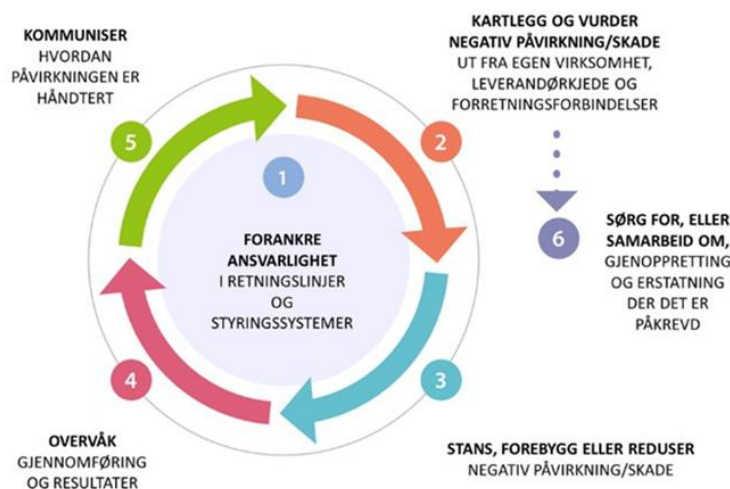 KOMMUNISER
HVORDAN
PÅVIRKNINGEN ER
HÅNDTERT
KARTLEGG OG VURDER
NEGATIV PÅVIRKNING/SKADE
UT FRA EGEN VIRKSOMHET,
LEVERANDØRKJEDE OG
FORRETNINGSFORBINDELSER
5
2
1
FORANKRE
ANSVARLIGHET
I RETNINGSLINJER
OG
STYRINGSSYSTEMER
6
SØRG FOR, ELLER
SAMARBEID OM,
GJENOPPRETTING
OG ERSTATNING
DER DET ER
PÅKREVD
4
3
OVERVÅK
GJENNOMFØRING
OG RESULTATER
STANS, FOREBYGG ELLER REDUSER
NEGATIV PÅVIRKNING/SKADE